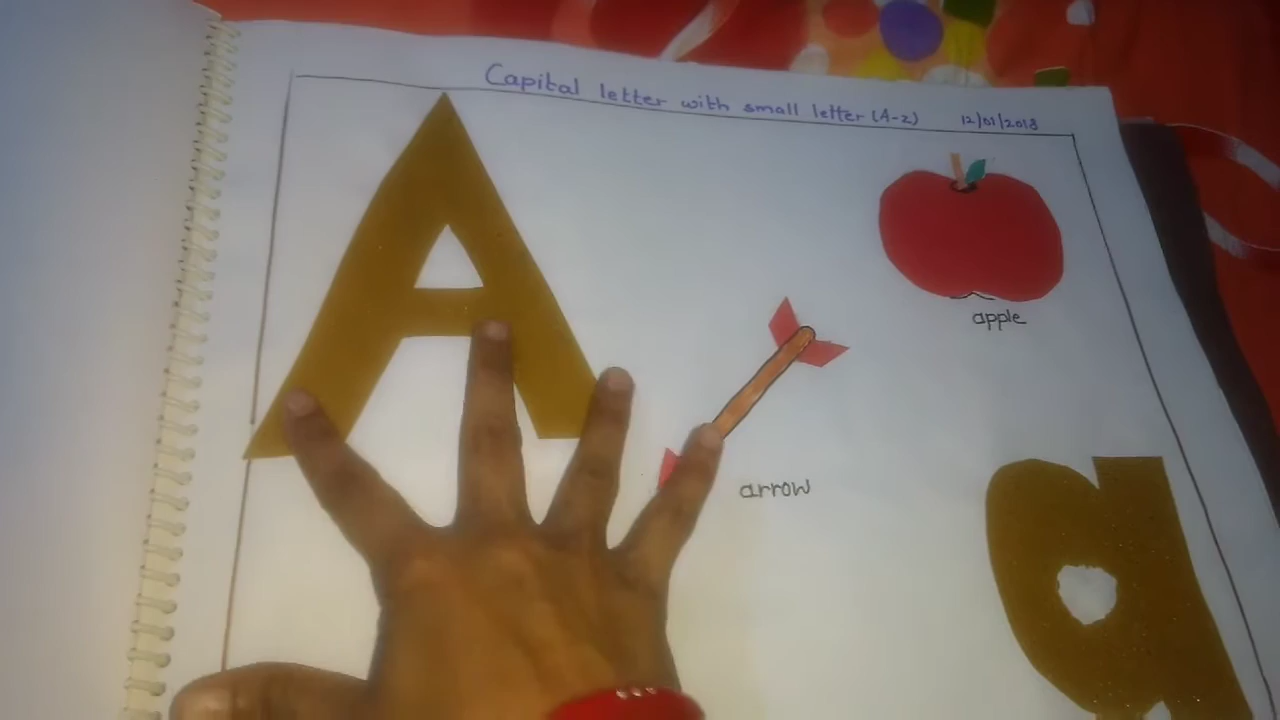 Capital letter with small letter (A-z) 12/01/2018
A
apple
arrow
a